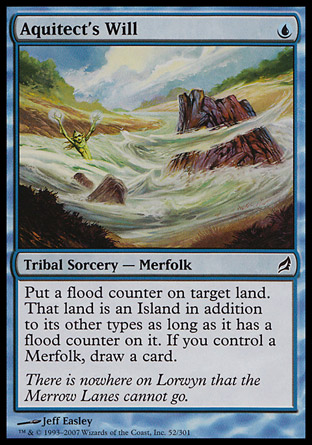 Aquitect's Will
Tribal Sorcery — Merfolk
Put a flood counter on target land.
That land is an Island in addition
to its other types as long as it has a
flood counter on it. If you control a
Merfolk, draw a card.
There is nowhere on Lorwyn that the
Merrow Lanes cannot go.
Jeff Easley
™ & © 1993–2007 Wizards of the Coast, Inc. 52/301